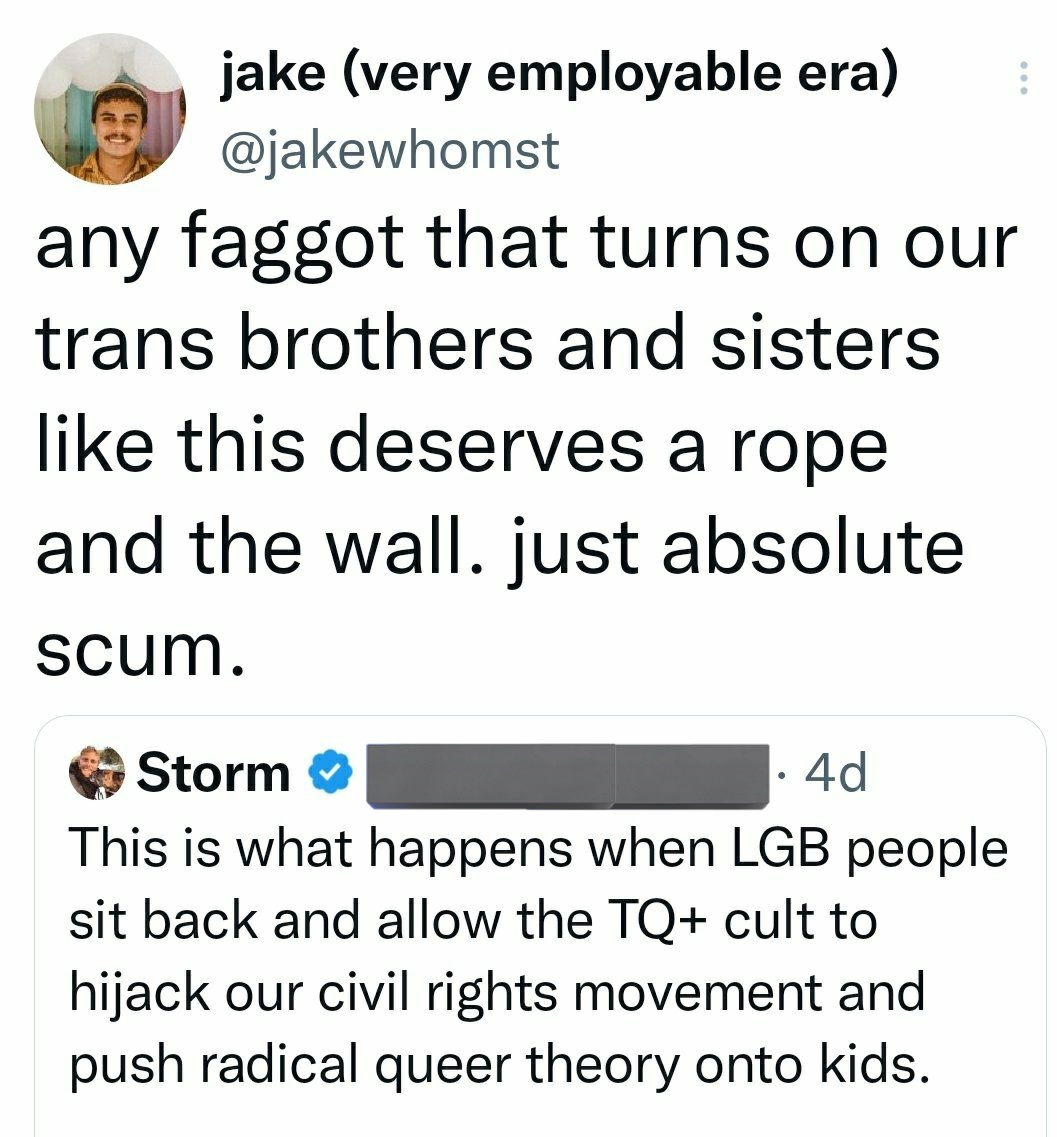 jake (very employable era)
@jakewhomst
any faggot that turns on our
trans brothers and sisters
like this deserves a rope
and the wall. just absolute
scum.
Storm · 4d
This is what happens when LGB people
sit back and allow the TQ+ cult to
hijack our civil rights movement and
push radical queer theory onto kids.